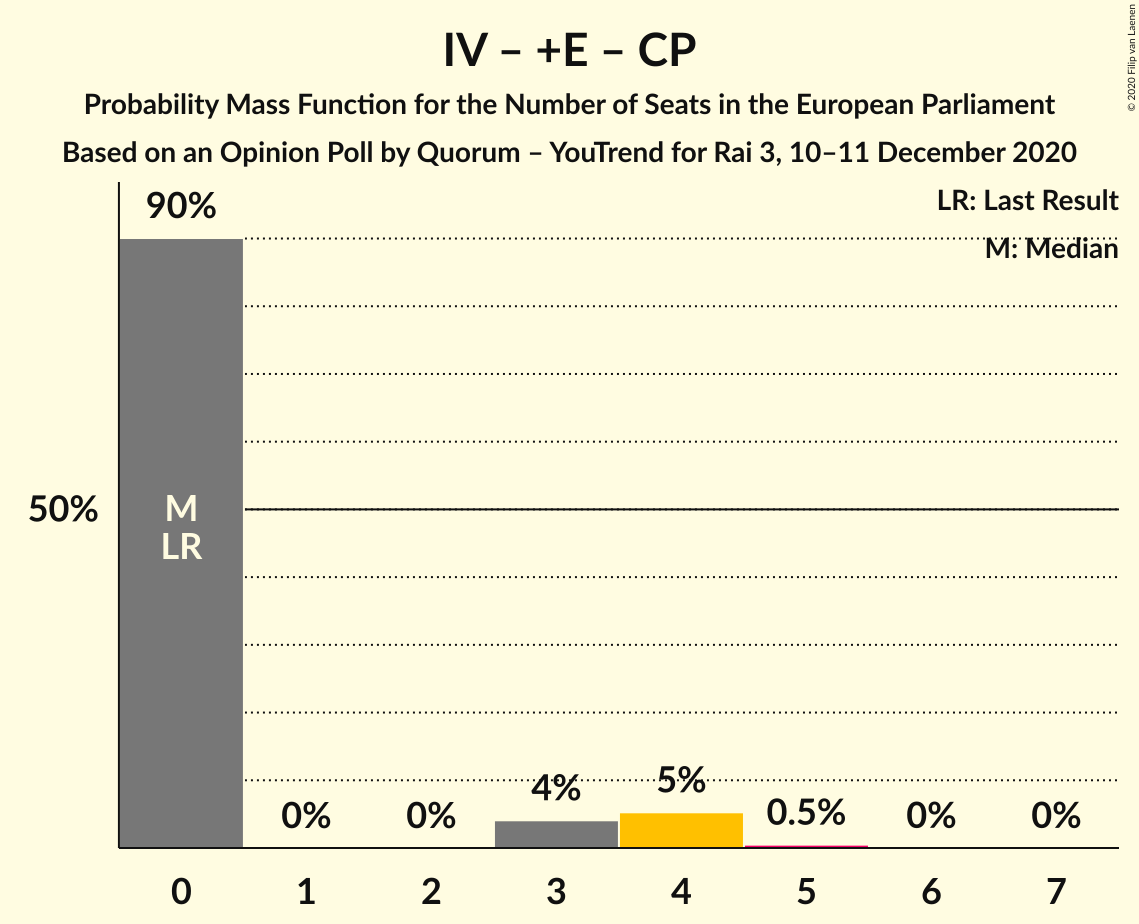 IV – +E – CP
Probability Mass Function for the Number of Seats in the European Parliament
Based on an Opinion Poll by Quorum – YouTrend for Rai 3, 10–11 December 2020
© 2020 Filip van Laenen
LR: Last Result
M: Median
90%
50%
M
LR
0%
0%
4%
5%
0.5%
0%
0%
0 1 2 3 4 5 6 7